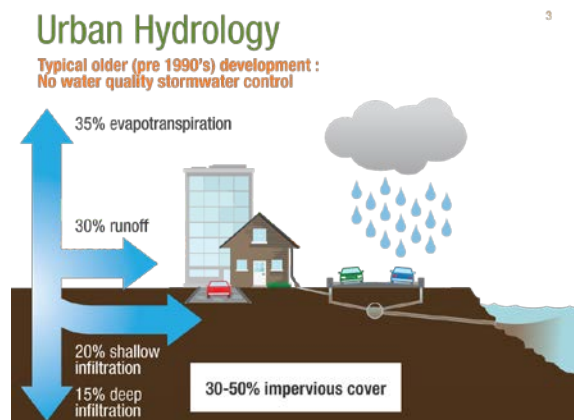 3
Urban Hydrology
Typical older (pre 1990's) development :
No water quality stormwater control
35% evapotranspiration
30% runoff
20% shallow
infiltration
15% deep
infiltration
30-50% impervious cover